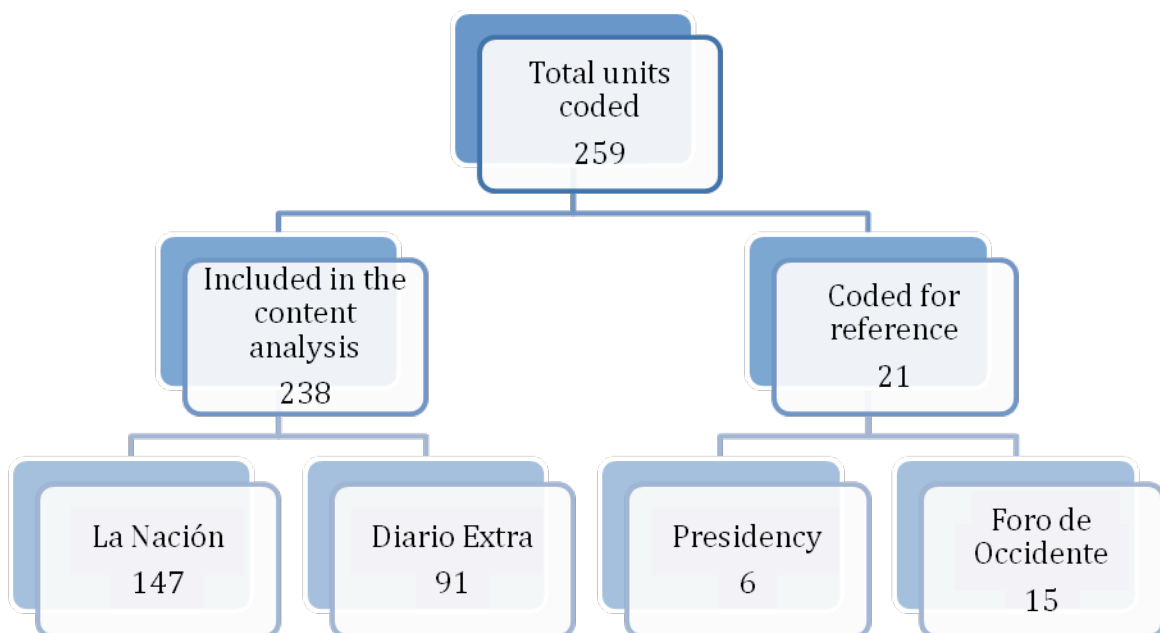 Total units
coded
259
Included in the
content
analysis
238
Coded for
reference
21
La Nación
147
Diario Extra
91
Presidency
6
Foro de
Occidente
15